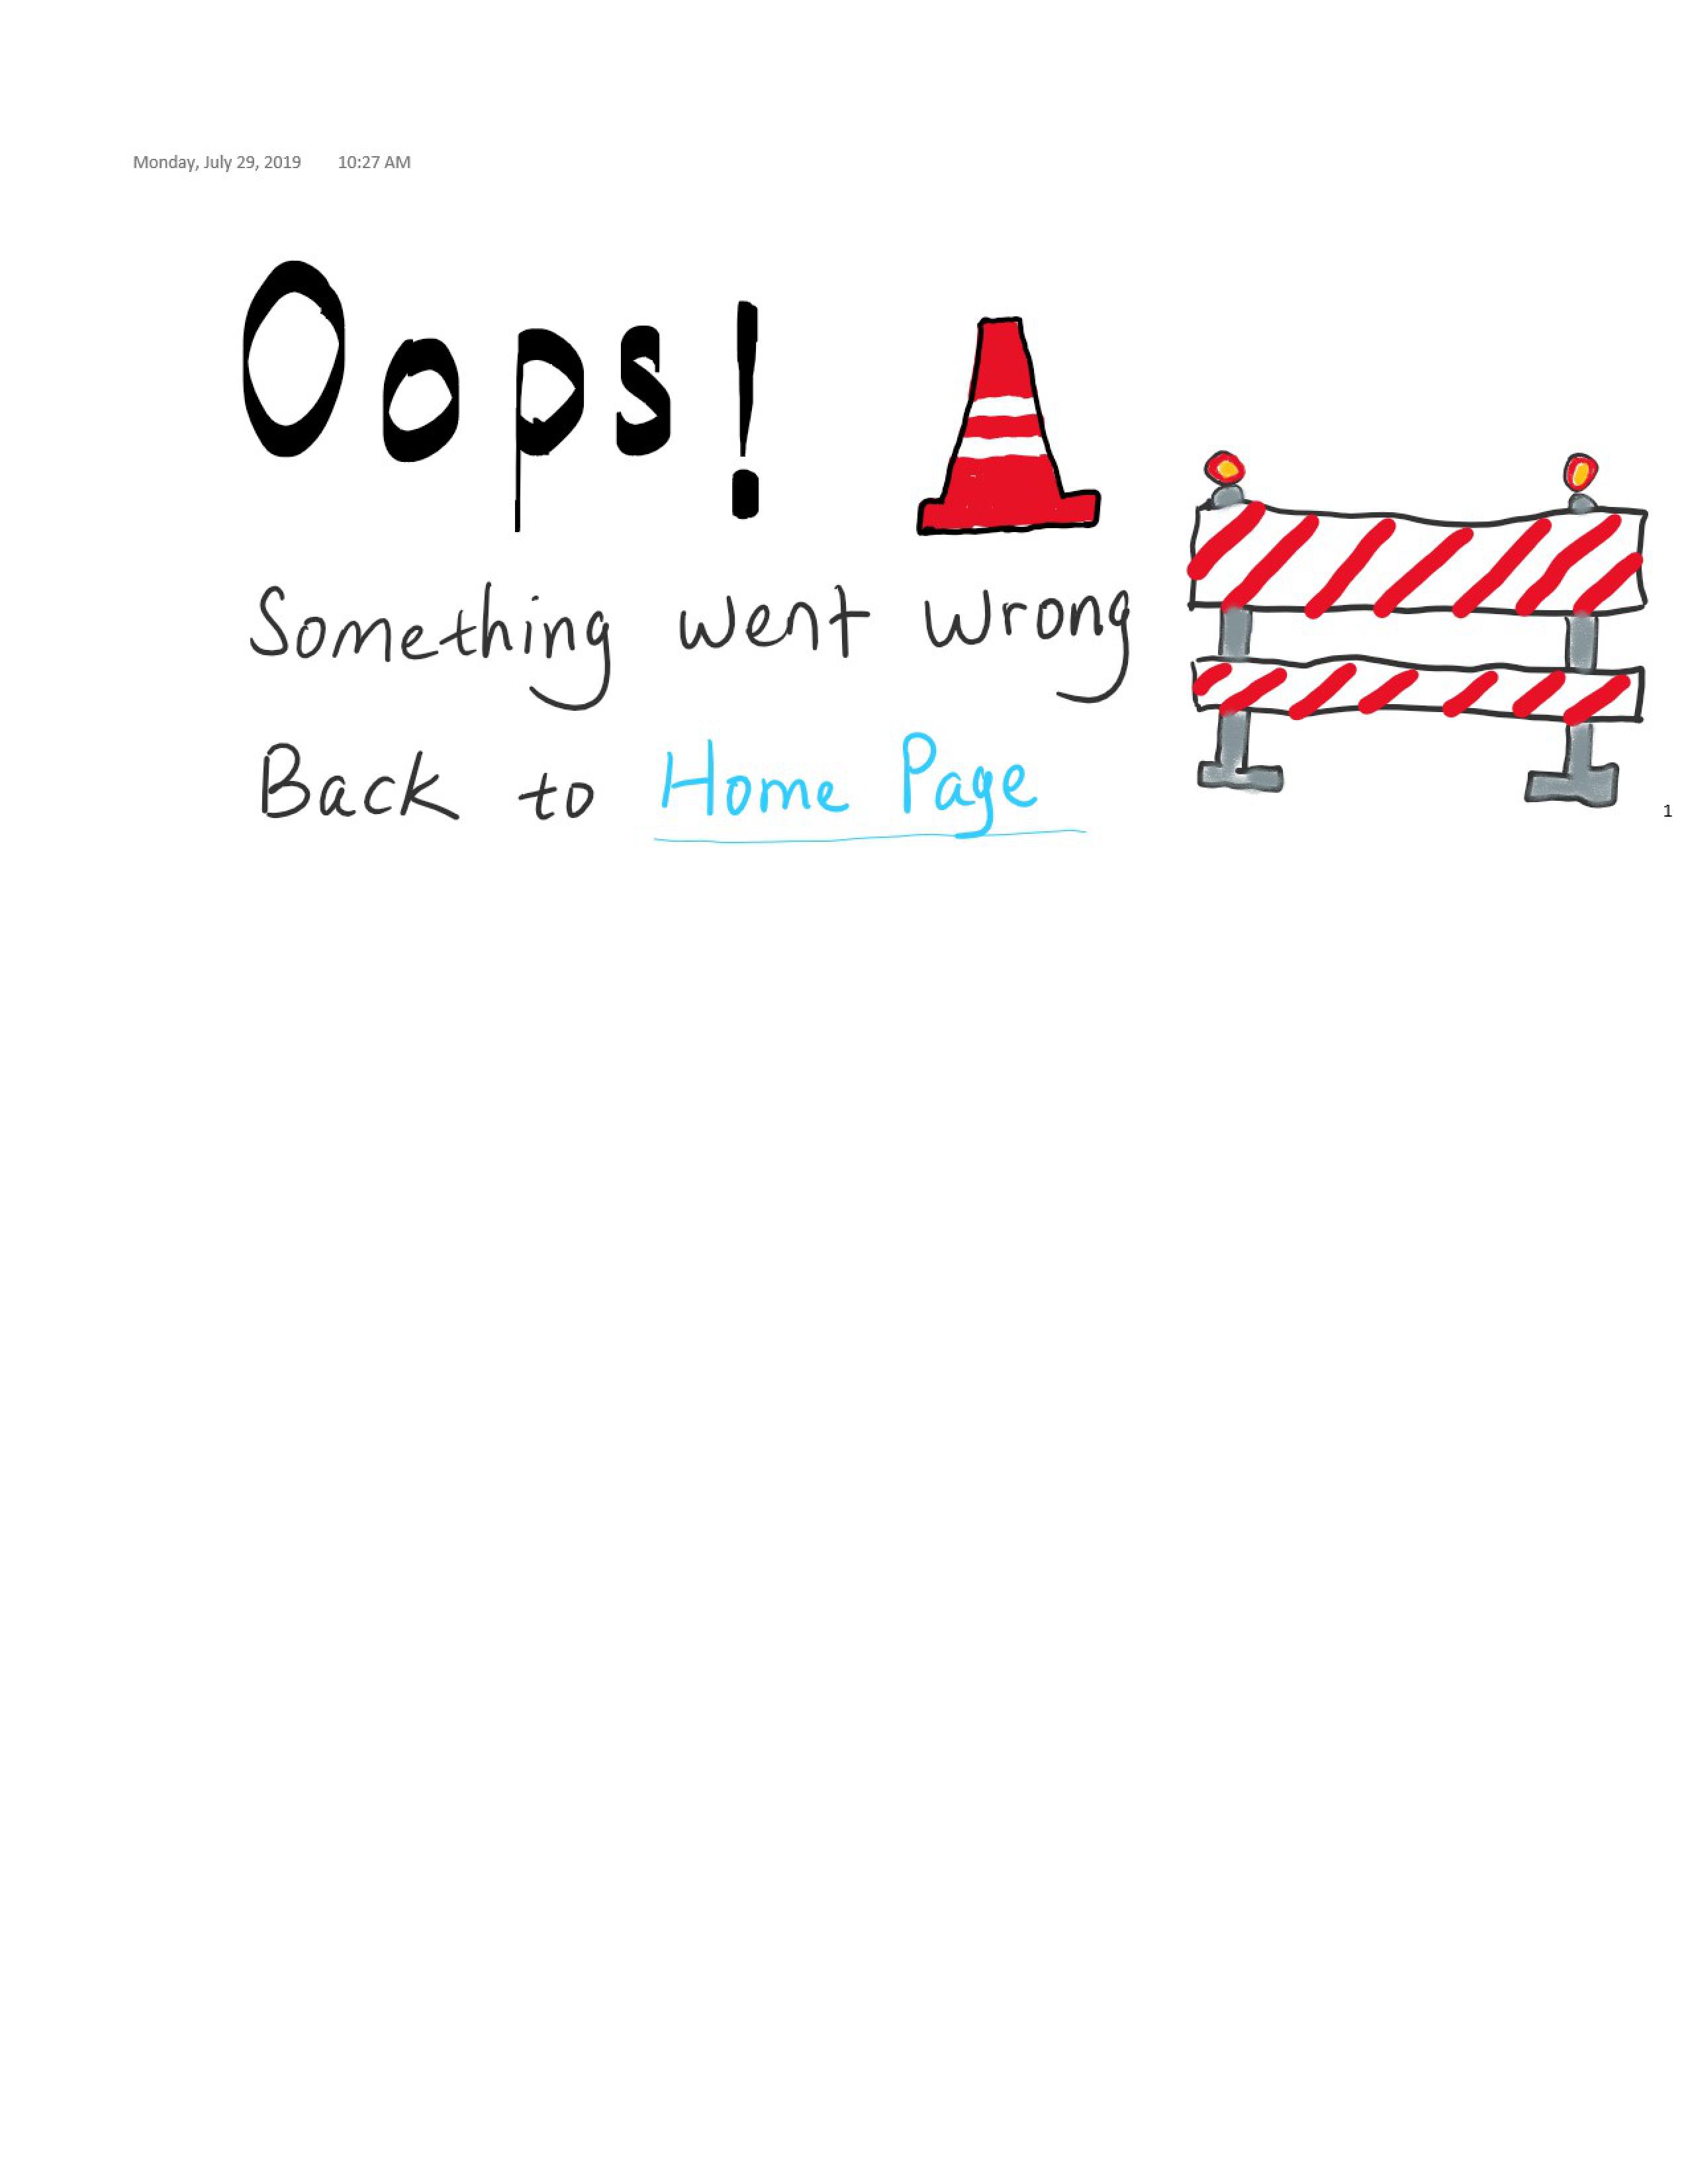 Monday, July 29, 2019 10:27 AM
Oops!
Something went wrong
Back to Home Page
1